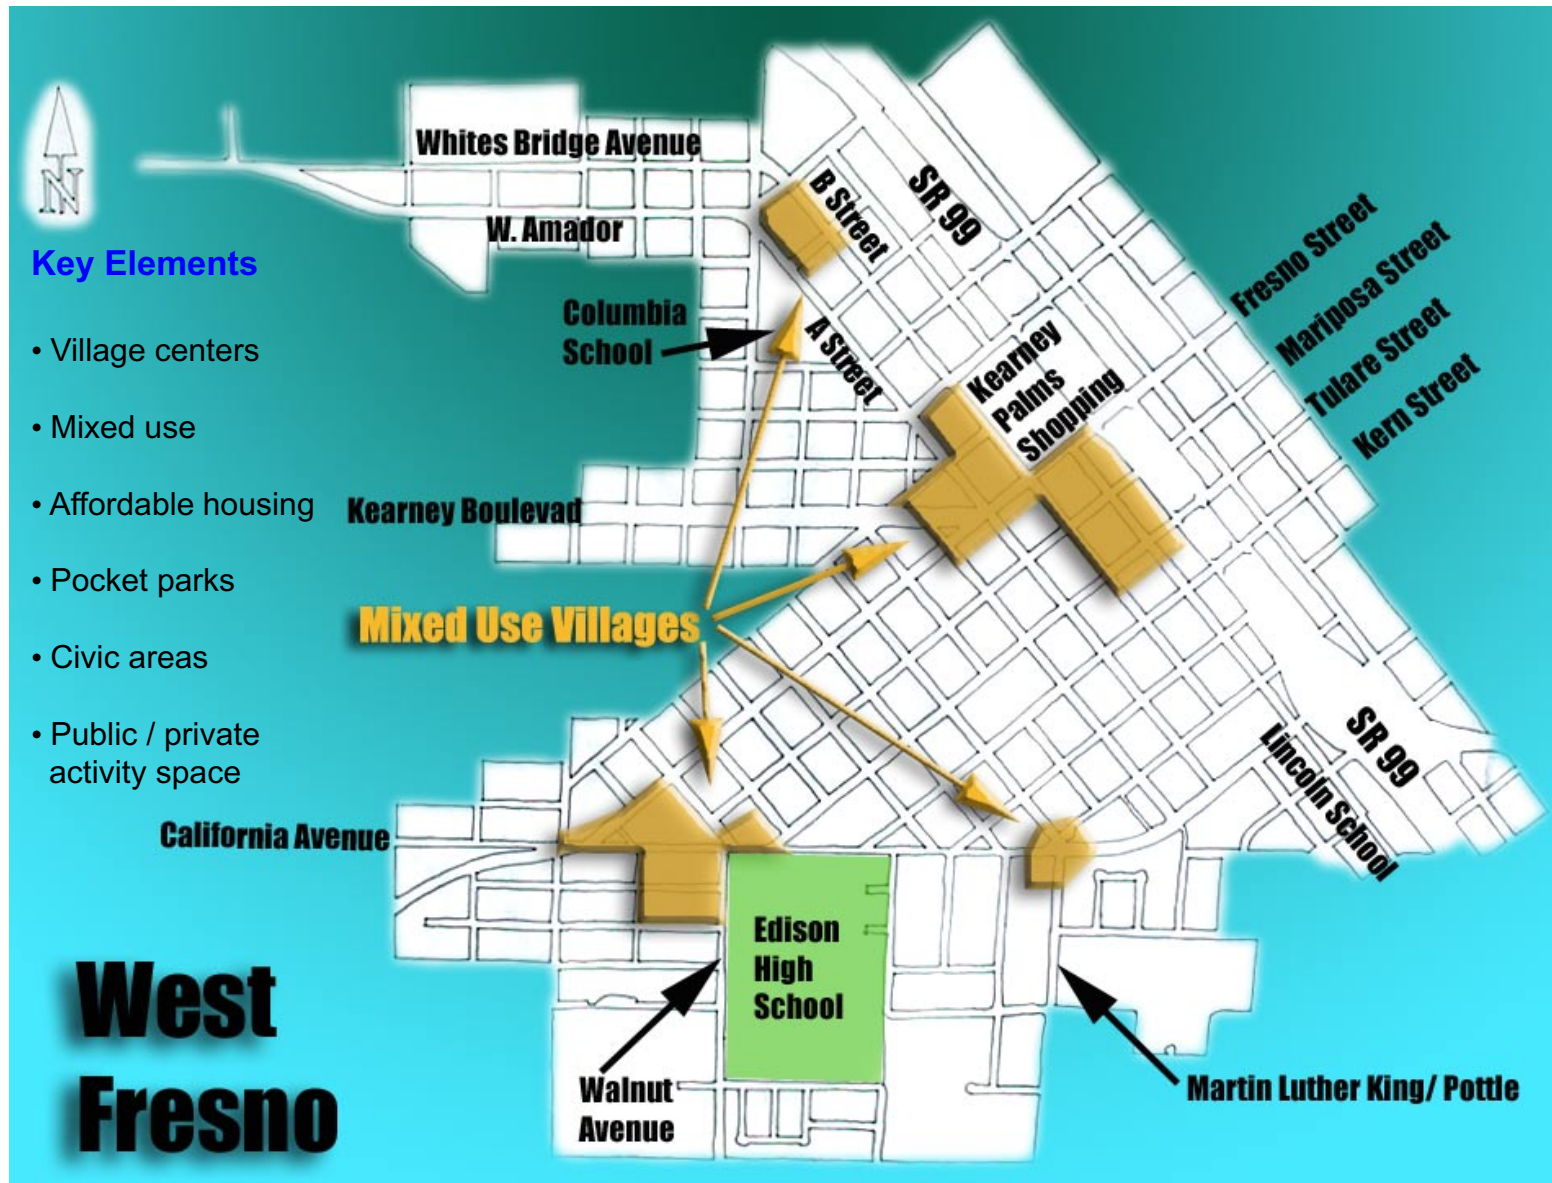 N
Whites Bridge Avenue
W. Amador
Key Elements
• Village centers
• Mixed use
• Affordable housing
• Pocket parks
• Civic areas
• Public / private
activity space
B Street
SR 99
Fresno Street
Mariposa Street
Tulare Street
Kern Street
Columbia
School
A Street
Kearney
Palms
Shopping
Kearney Boulevad
Mixed Use Villages
California Avenue
Lincoln School
SR 99
Edison
High
School
West
Fresno
Walnut
Avenue
Martin Luther King/ Pottle